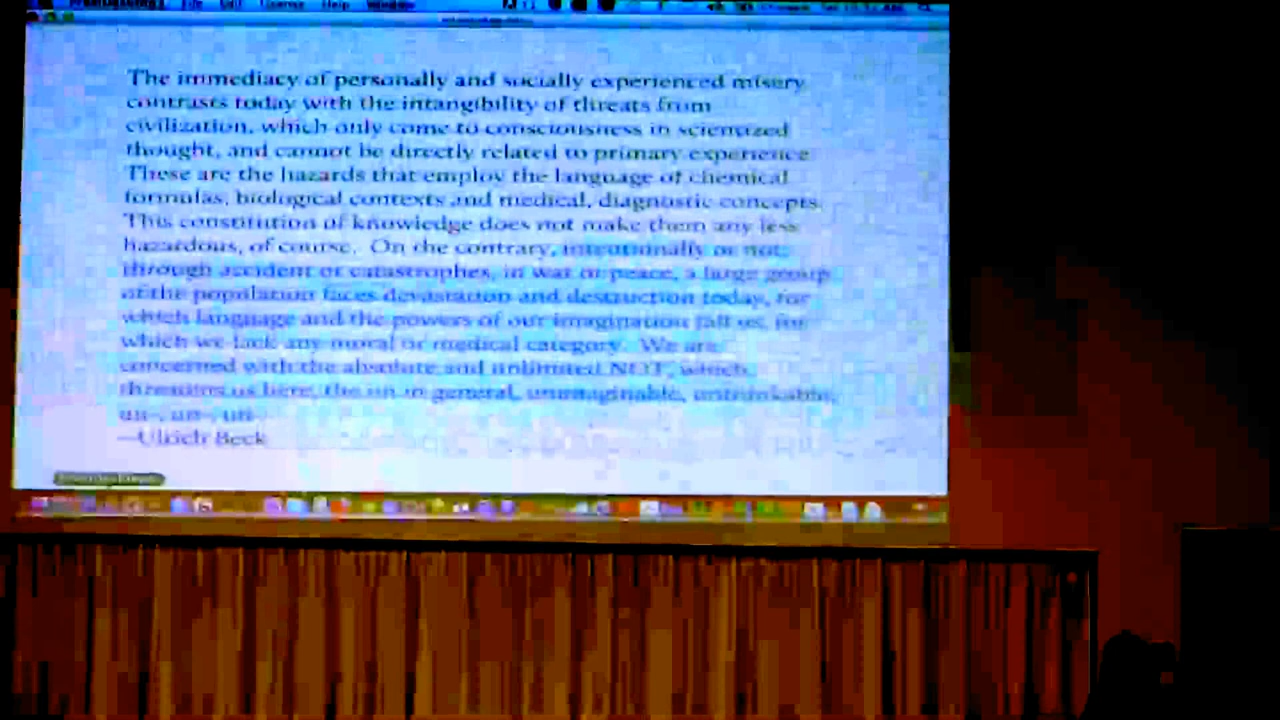 File Edit Help Window
The immediacy of personally and socially experienced misery
contrasts today with the intangibility of threats from
civilization, which only come to consciousness in scientized
thought, and cannot be directly related to primary experience.
These are the hazards that employ the language of chemical
formulas, biological contexts and medical, diagnostic concepts.
This constitution of knowledge does not make them any less
hazardous, of course. On the contrary, intentionally or not,
through accident or catastrophes, in war or peace, a large group
of the population faces devastation and destruction today, for
which language and the powers of our imagination fail us, for
which we lack any moral or medical category. We are
concerned with the absolute and unlimited NOT, which
threatens us here, the un- in general, unimaginable, unthinkable,
un-, un-, un-
—Ulrich Beck